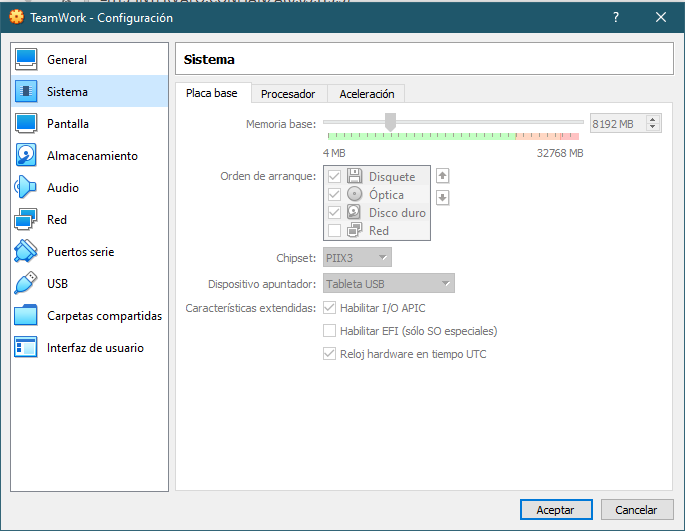 TeamWork - Configuración
General
Sistema
Pantalla
Almacenamiento
Audio
Red
Puertos serie
USB
Carpetas compartidas
Interfaz de usuario
Sistema
Placa base Procesador Aceleración
Memoria base: 8192 MB
4 MB 32768 MB
Orden de arranque: Disquete
Óptica
Disco duro
Red
Chipset: PIIX3
Dispositivo apuntador: Tableta USB
Características extendidas: Habilitar I/O APIC
Habilitar EFI (sólo SO especiales)
Reloj hardware en tiempo UTC
Aceptar Cancelar